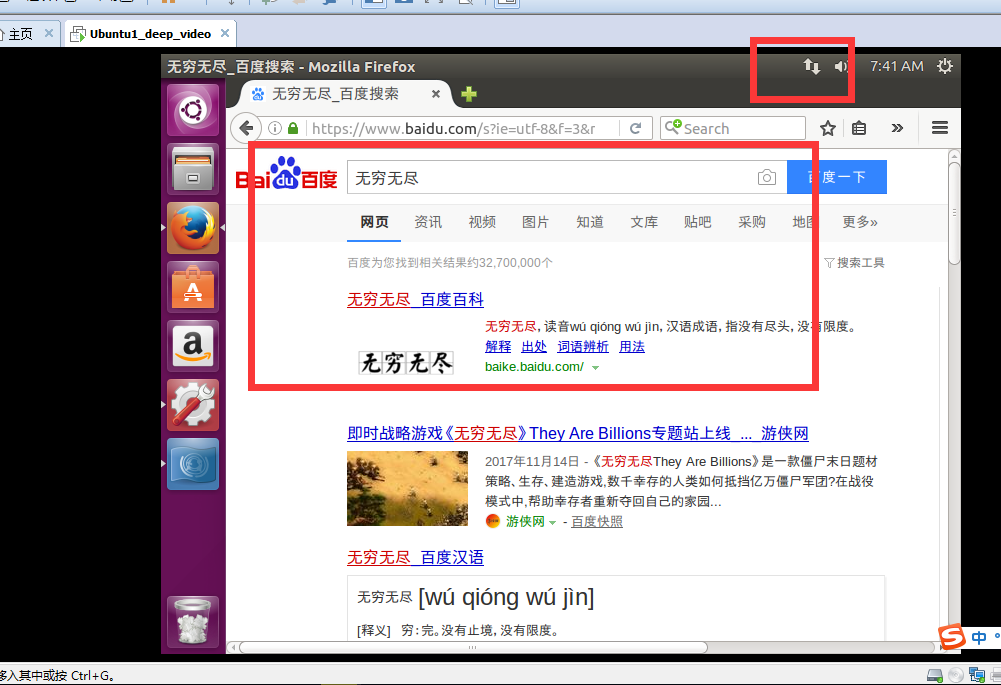 主页
Ubuntu1_deep_video
无穷无尽_百度搜索 - Mozilla Firefox
7:41 AM
无穷无尽_百度搜索
https://www.baidu.com/s?ie=utf-8&f=3&r
Search
Bai du 百度
无穷无尽
百度一下
网页 资讯 视频 图片 知道 文库 贴吧 采购 地图 更多»
百度为您找到相关结果约32,700,000个
搜索工具
无穷无尽_百度百科
无穷无尽，读音wú qióng wú jìn，汉语成语，指没有尽头，没有限度。
解释 出处 词语辨析 用法
无穷无尽
baike.baidu.com/
即时战略游戏《无穷无尽》They Are Billions专题站上线_..._游侠网
2017年11月14日 - 《无穷无尽They Are Billions》是一款僵尸末日题材
策略、生存、建造游戏,数千幸存的人类如何抵挡亿万僵尸军团?在战役
模式中,帮助幸存者重新夺回自己的家园...
游侠网 - 百度快照
无穷无尽_百度汉语
无穷无尽 [wú qióng wú jìn]
[释义] 穷：完。没有止境，没有限度。
中
移入其中或按 Ctrl+G。